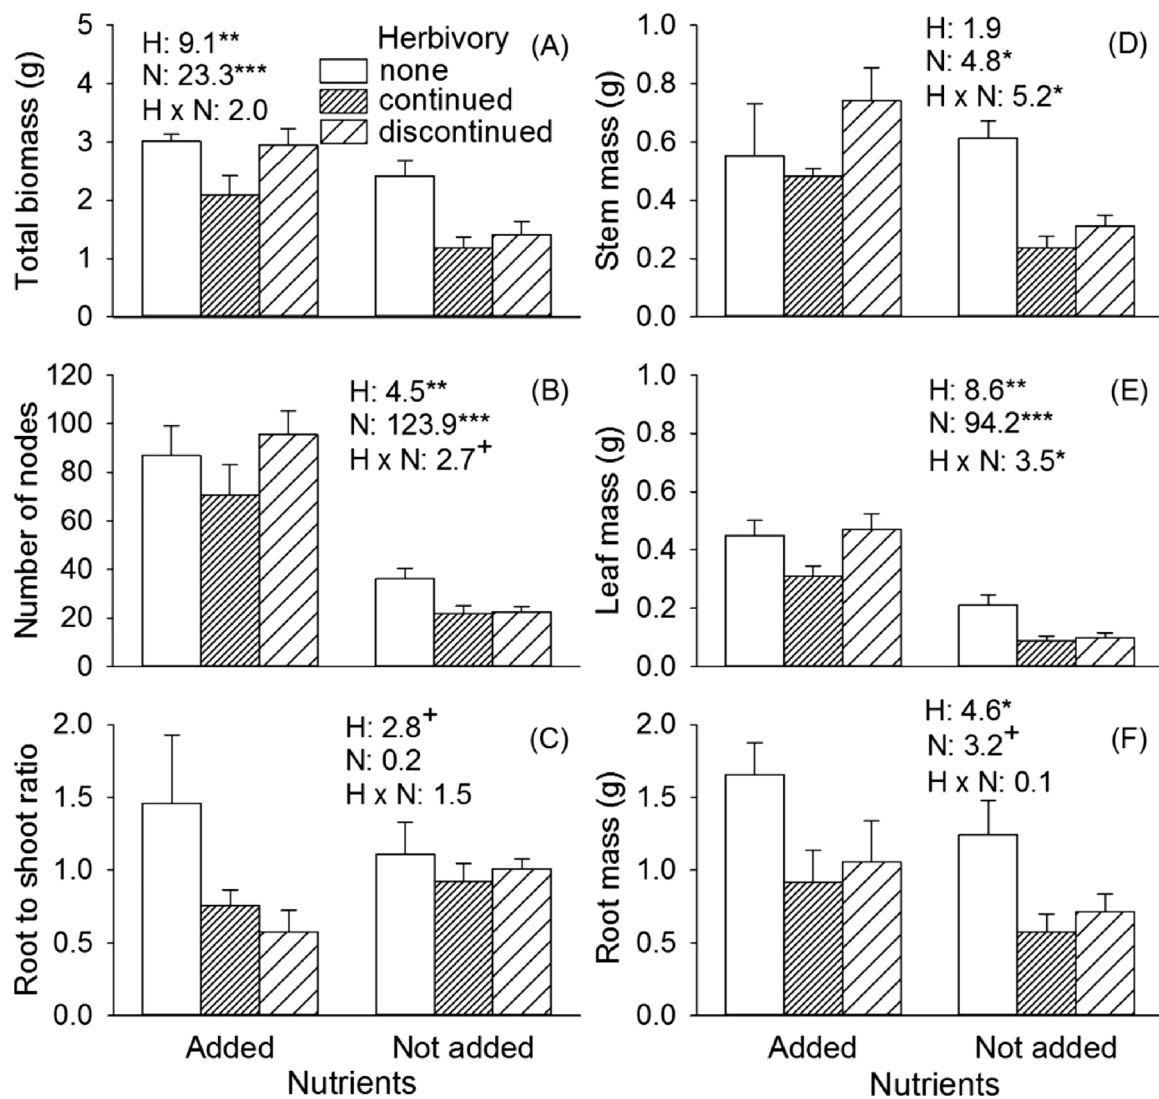 Total biomass (g)
5
4
3
2
1
0
H: 9.1**
N: 23.3***
H x N: 2.0
Herbivory
none
continued
discontinued
(A)
Stem mass (g)
1.0
0.8
0.6
0.4
0.2
0.0
H: 1.9
N: 4.8*
H x N: 5.2*
(D)
Number of nodes
120
100
80
60
40
20
0
H: 4.5**
N: 123.9***
H x N: 2.7+
(B)
Leaf mass (g)
1.0
0.8
0.6
0.4
0.2
0.0
H: 8.6**
N: 94.2***
H x N: 3.5*
(E)
Root to shoot ratio
2.0
1.5
1.0
0.5
0.0
H: 2.8+
N: 0.2
H x N: 1.5
(C)
Added
Not added
Nutrients
Root mass (g)
2.0
1.5
1.0
0.5
0.0
H: 4.6*
N: 3.2+
H x N: 0.1
(F)
Added
Not added
Nutrients